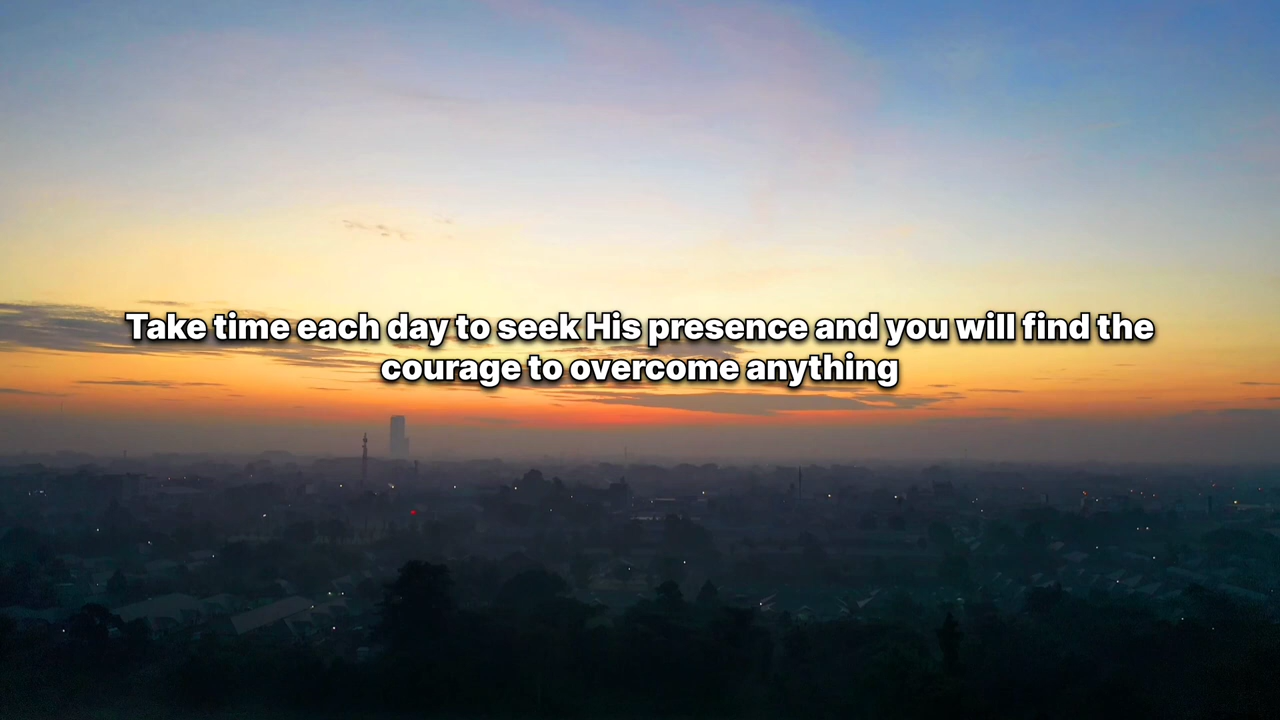 Take time each day to seek His presence and you will find the
courage to overcome anything